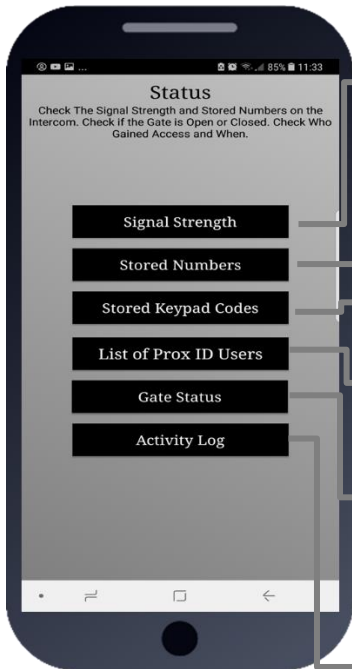 ... 85% 11:33
Status
Check The Signal Strength and Stored Numbers on the
Intercom. Check if the Gate is Open or Closed. Check Who
Gained Access and When.
Signal Strength
Stored Numbers
Stored Keypad Codes
List of Prox ID Users
Gate Status
Activity Log